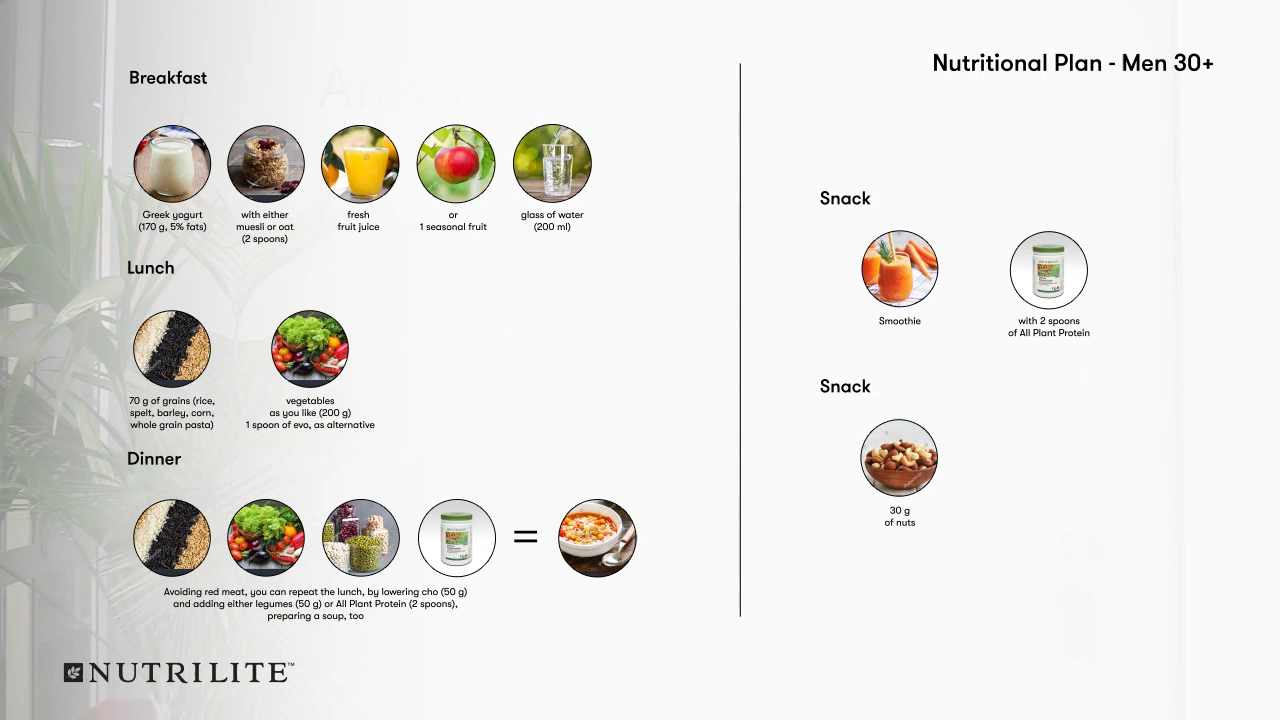 Nutritional Plan - Men 30+
Breakfast
Greek yogurt
(170 g, 5% fats)
with either
muesli or oat
(2 spoons)
fresh
fruit juice
or
1 seasonal fruit
glass of water
(200 ml)
Lunch
70 g of grains (rice,
spelt, barley, corn,
whole grain pasta)
vegetables
as you like (200 g)
1 spoon of evo, as alternative
Dinner
=
Avoiding red meat, you can repeat the lunch, by lowering cho (50 g)
and adding either legumes (50 g) or All Plant Protein (2 spoons),
preparing a soup, too
Snack
Smoothie
with 2 spoons
of All Plant Protein
Snack
30 g
of nuts
NUTRILITE™